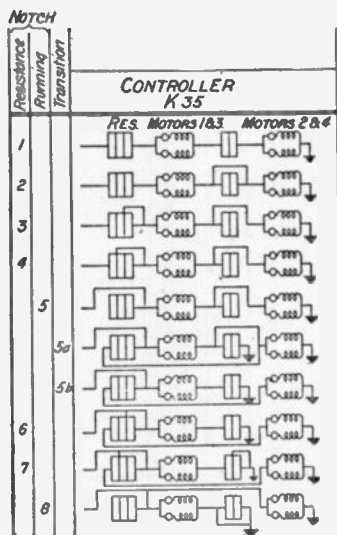 NOTCH
Resistance
Running
Transition
CONTROLLER
K 35
RES. MOTORS 1&3. MOTORS 2&4
1
2
3
4
5
5a
5b
6
7
8